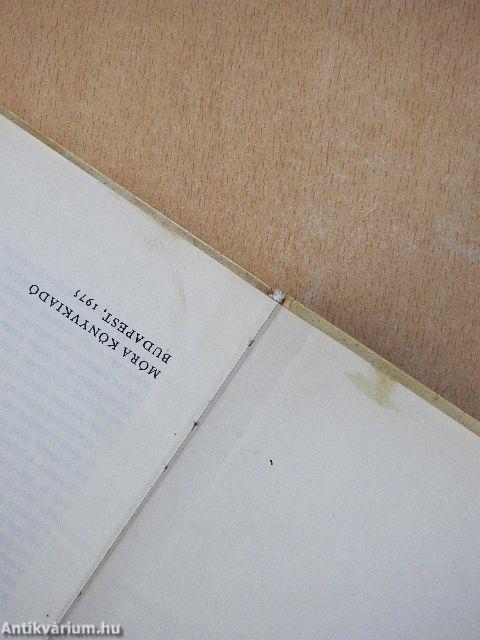 MÓRA KÖNYVKIADÓ
BUDAPEST, 1975
Antikvárium.hu